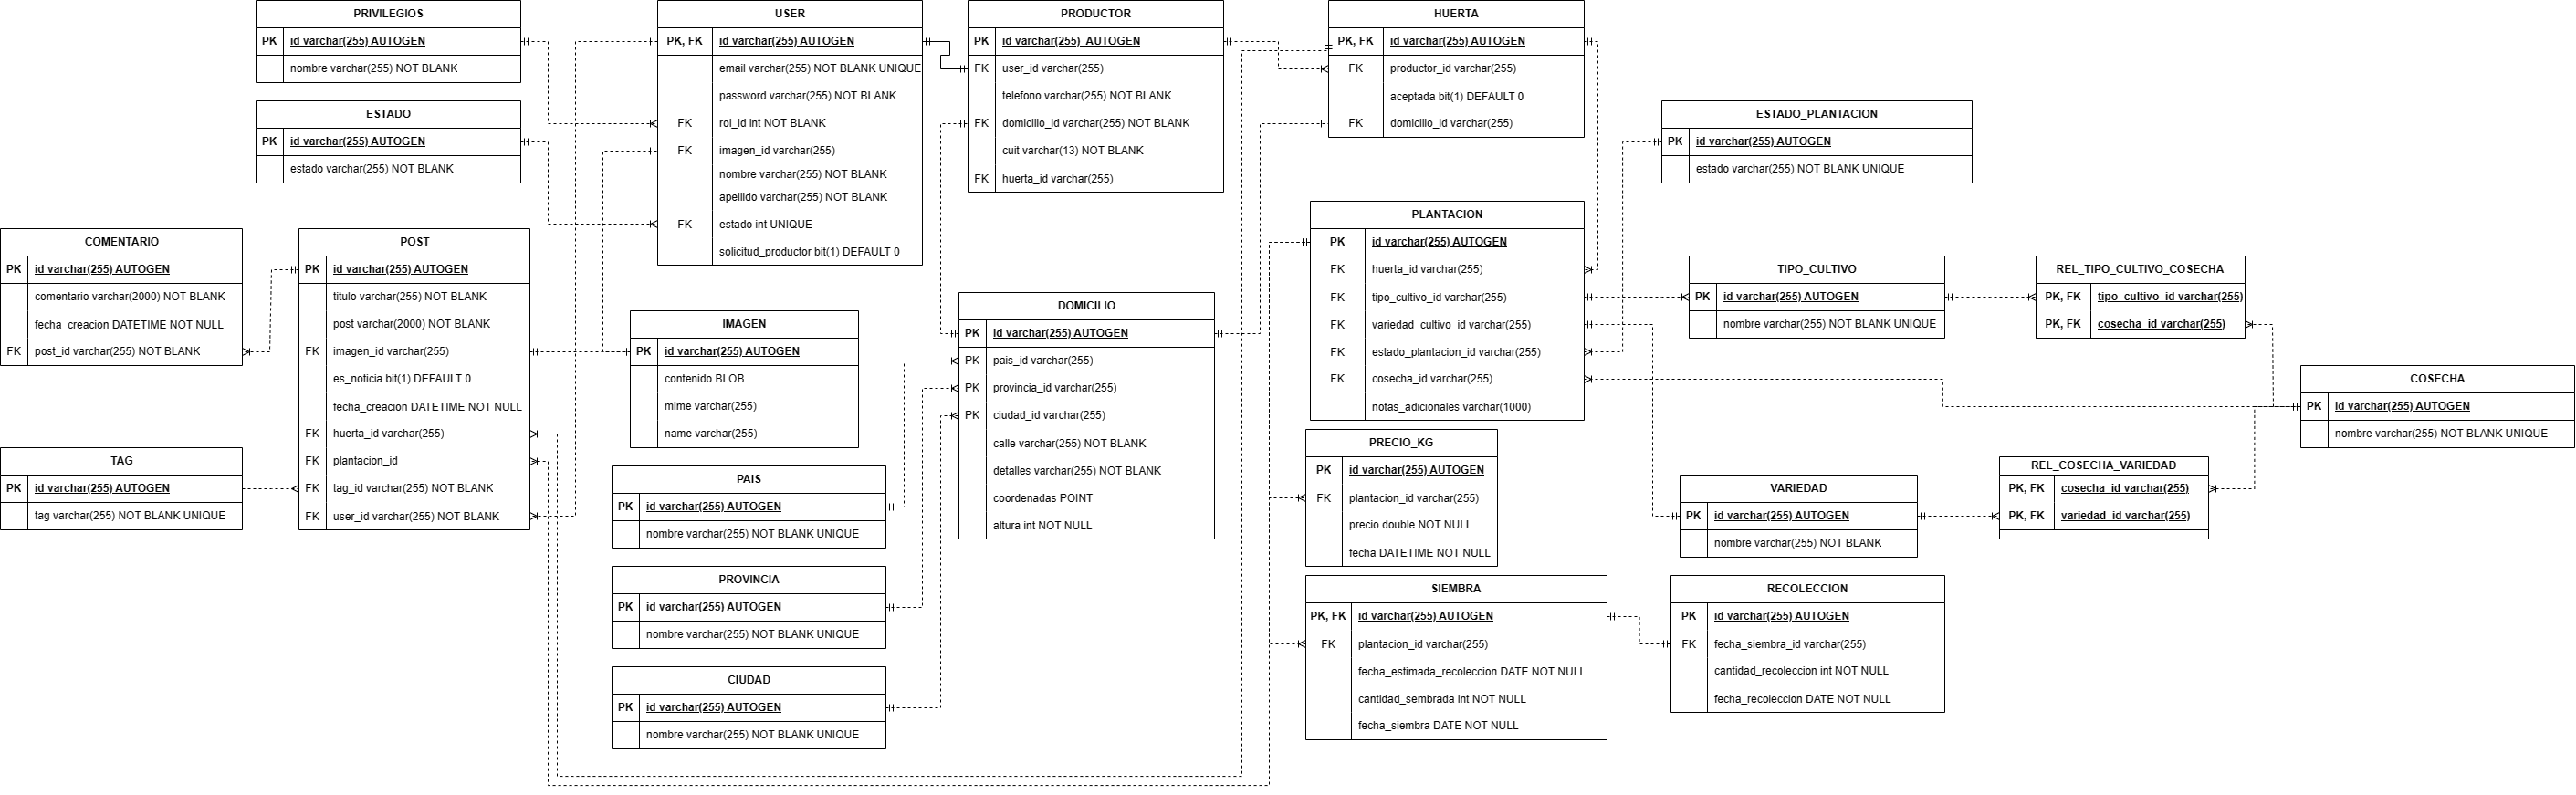 PRIVILEGIOS
PK id varchar(255) AUTOGEN
nombre varchar(255) NOT BLANK
ESTADO
PK id varchar(255) AUTOGEN
estado varchar(255) NOT BLANK
USER
PK, FK id varchar(255) AUTOGEN
email varchar(255) NOT BLANK UNIQUE
password varchar(255) NOT BLANK
FK rol_id int NOT BLANK
FK imagen_id varchar(255)
nombre varchar(255) NOT BLANK
apellido varchar(255) NOT BLANK
FK estado int UNIQUE
solicitud_productor bit(1) DEFAULT 0
PRODUCTOR
PK id varchar(255) AUTOGEN
FK user_id varchar(255)
telefono varchar(255) NOT BLANK
FK domicilio_id varchar(255) NOT BLANK
cuit varchar(13) NOT BLANK
FK huerta_id varchar(255)
HUERTA
PK, FK id varchar(255) AUTOGEN
FK productor_id varchar(255)
aceptada bit(1) DEFAULT 0
FK domicilio_id varchar(255)
ESTADO_PLANTACION
PK id varchar(255) AUTOGEN
estado varchar(255) NOT BLANK UNIQUE
COMENTARIO
PK id varchar(255) AUTOGEN
comentario varchar(2000) NOT BLANK
fecha_creacion DATETIME NOT NULL
FK post_id varchar(255) NOT BLANK
POST
PK id varchar(255) AUTOGEN
titulo varchar(255) NOT BLANK
post varchar(2000) NOT BLANK
FK imagen_id varchar(255)
es_noticia bit(1) DEFAULT 0
fecha_creacion DATETIME NOT NULL
FK huerta_id varchar(255)
FK plantacion_id
FK tag_id varchar(255) NOT BLANK
FK user_id varchar(255) NOT BLANK
TAG
PK id varchar(255) AUTOGEN
tag varchar(255) NOT BLANK UNIQUE
IMAGEN
PK id varchar(255) AUTOGEN
contenido BLOB
mime varchar(255)
name varchar(255)
PAIS
PK id varchar(255) AUTOGEN
nombre varchar(255) NOT BLANK UNIQUE
PROVINCIA
PK id varchar(255) AUTOGEN
nombre varchar(255) NOT BLANK UNIQUE
CIUDAD
PK id varchar(255) AUTOGEN
nombre varchar(255) NOT BLANK UNIQUE
DOMICILIO
PK id varchar(255) AUTOGEN
PK pais_id varchar(255)
PK provincia_id varchar(255)
PK ciudad_id varchar(255)
calle varchar(255) NOT BLANK
detalles varchar(255) NOT BLANK
coordenadas POINT
altura int NOT NULL
PLANTACION
PK id varchar(255) AUTOGEN
FK huerta_id varchar(255)
FK tipo_cultivo_id varchar(255)
FK variedad_cultivo_id varchar(255)
FK estado_plantacion_id varchar(255)
FK cosecha_id varchar(255)
notas_adicionales varchar(1000)
PRECIO_KG
PK id varchar(255) AUTOGEN
FK plantacion_id varchar(255)
precio double NOT NULL
fecha DATETIME NOT NULL
SIEMBRA
PK, FK id varchar(255) AUTOGEN
FK plantacion_id varchar(255)
fecha_estimada_recoleccion DATE NOT NULL
cantidad_sembrada int NOT NULL
fecha_siembra DATE NOT NULL
TIPO_CULTIVO
PK id varchar(255) AUTOGEN
nombre varchar(255) NOT BLANK UNIQUE
REL_TIPO_CULTIVO_COSECHA
PK, FK tipo_cultivo_id varchar(255)
PK, FK cosecha_id varchar(255)
COSECHA
PK id varchar(255) AUTOGEN
nombre varchar(255) NOT BLANK UNIQUE
VARIEDAD
PK id varchar(255) AUTOGEN
nombre varchar(255) NOT BLANK
REL_COSECHA_VARIEDAD
PK, FK cosecha_id varchar(255)
PK, FK variedad_id varchar(255)
RECOLECCION
PK id varchar(255) AUTOGEN
FK fecha_siembra_id varchar(255)
cantidad_recoleccion int NOT NULL
fecha_recoleccion DATE NOT NULL